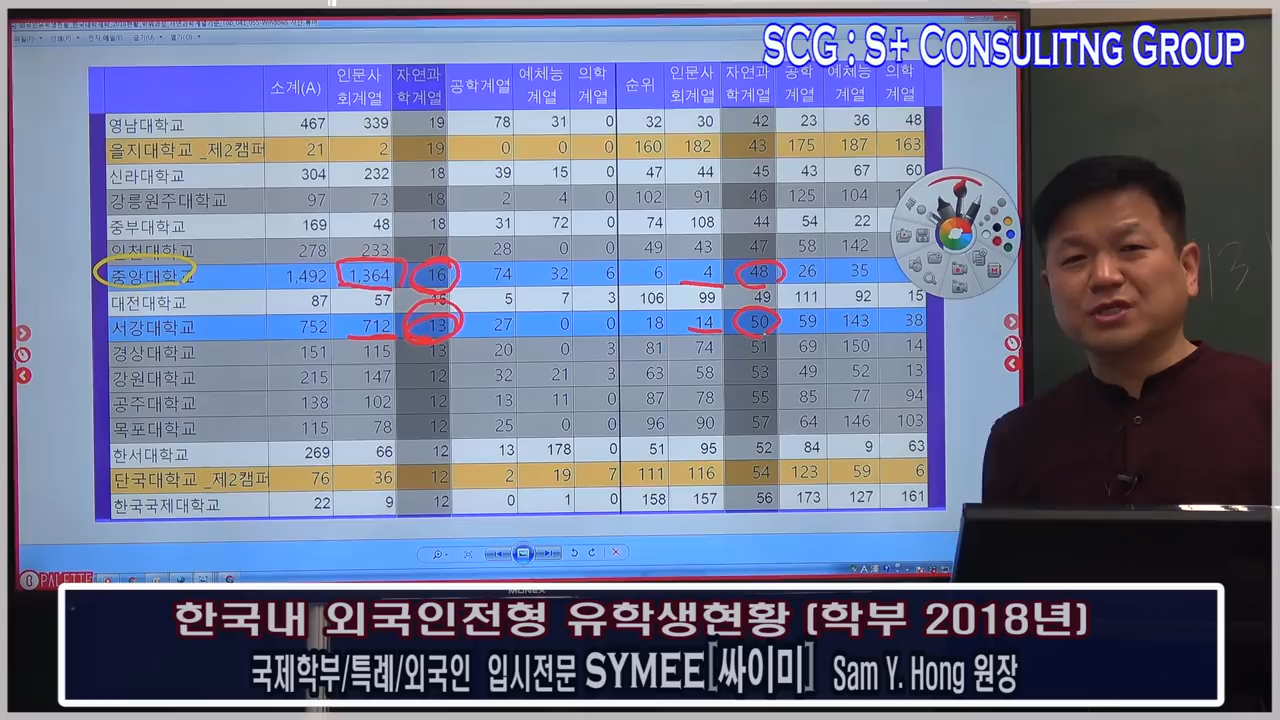 SCG : S+ CONSULITNG GROUP
소계(A) 인문사회계열 자연과학계열 공학계열 예체능계열 의학계열 순위 인문사회계열 자연과학계열 공학계열 예체능계열 의학계열
영남대학교 467 339 19 78 31 0 32 30 42 23 36 48
을지대학교 _제2캠퍼 21 2 19 0 0 0 160 182 43 175 187 163
신라대학교 304 232 18 39 15 0 47 44 45 43 67 60
강릉원주대학교 97 73 18 2 4 0 102 91 46 125 104
중부대학교 169 48 18 31 72 0 74 108 44 54 22
인천대학교 278 233 17 28 0 0 49 43 47 58 142
중앙대학교 1,492 1,364 16 74 32 6 6 4 48 26 35
대전대학교 87 57 15 5 7 3 106 99 49 111 92 15
서강대학교 752 712 13 27 0 0 18 14 50 59 143 38
경상대학교 151 115 13 20 0 3 81 74 51 69 150 14
강원대학교 215 147 12 32 21 3 63 58 53 49 52 13
공주대학교 138 102 12 13 11 0 87 78 55 85 77 94
목포대학교 115 78 12 25 0 0 96 90 57 64 146 103
한서대학교 269 66 12 13 178 0 51 95 52 84 9 63
단국대학교 _제2캠퍼 76 36 12 2 19 7 111 116 54 123 59 6
한국국제대학교 22 9 12 0 1 0 158 157 56 173 127 161
13
PALETTE
한국내 외국인전형 유학생현황 (학부 2018년)
국제학부/특례/외국인 입시전문 SYMEE[싸이미] Sam Y. Hong 원장